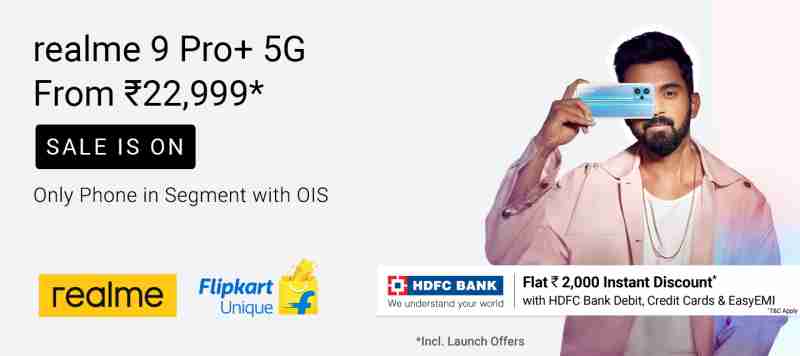 realme 9 Pro+ 5G
From ₹22,999*
SALE IS ON
Only Phone in Segment with OIS
realme
Flipkart
Unique
HDFC BANK
We understand your world
Flat ₹ 2,000 Instant Discount*
with HDFC Bank Debit, Credit Cards & EasyEMI
*T&C Apply
*Incl. Launch Offers